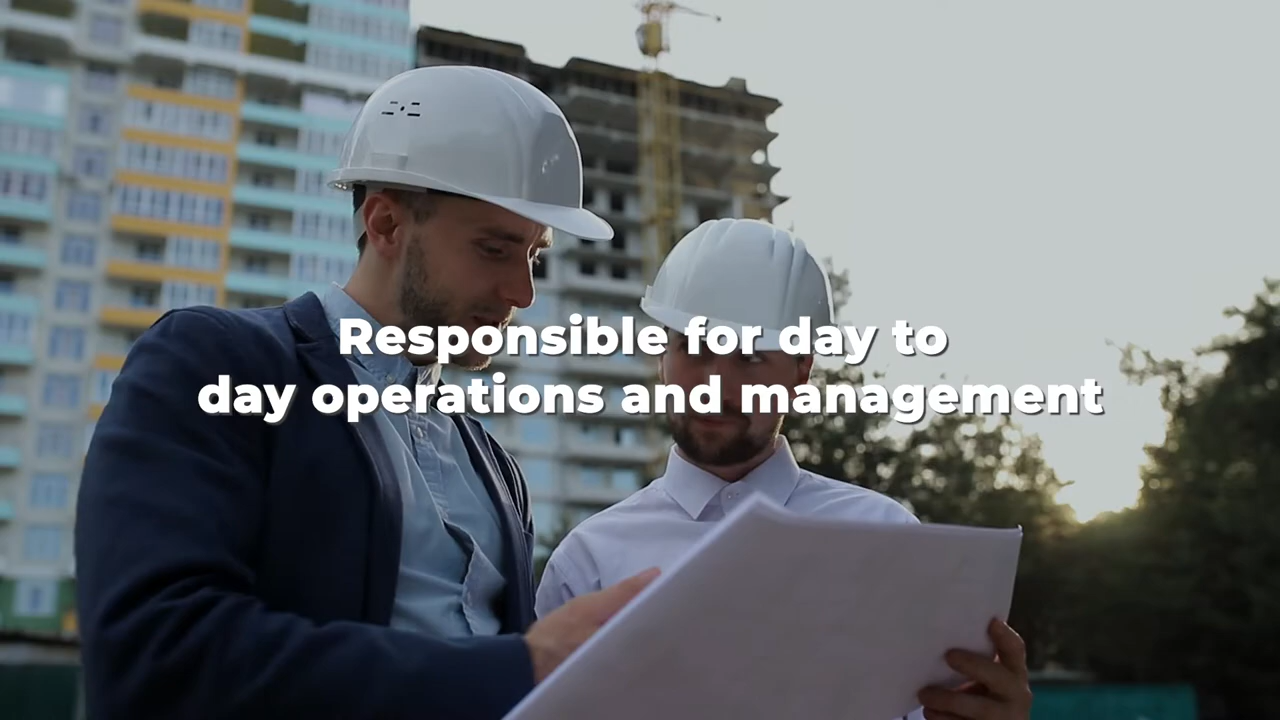 Responsible for day to
day operations and management